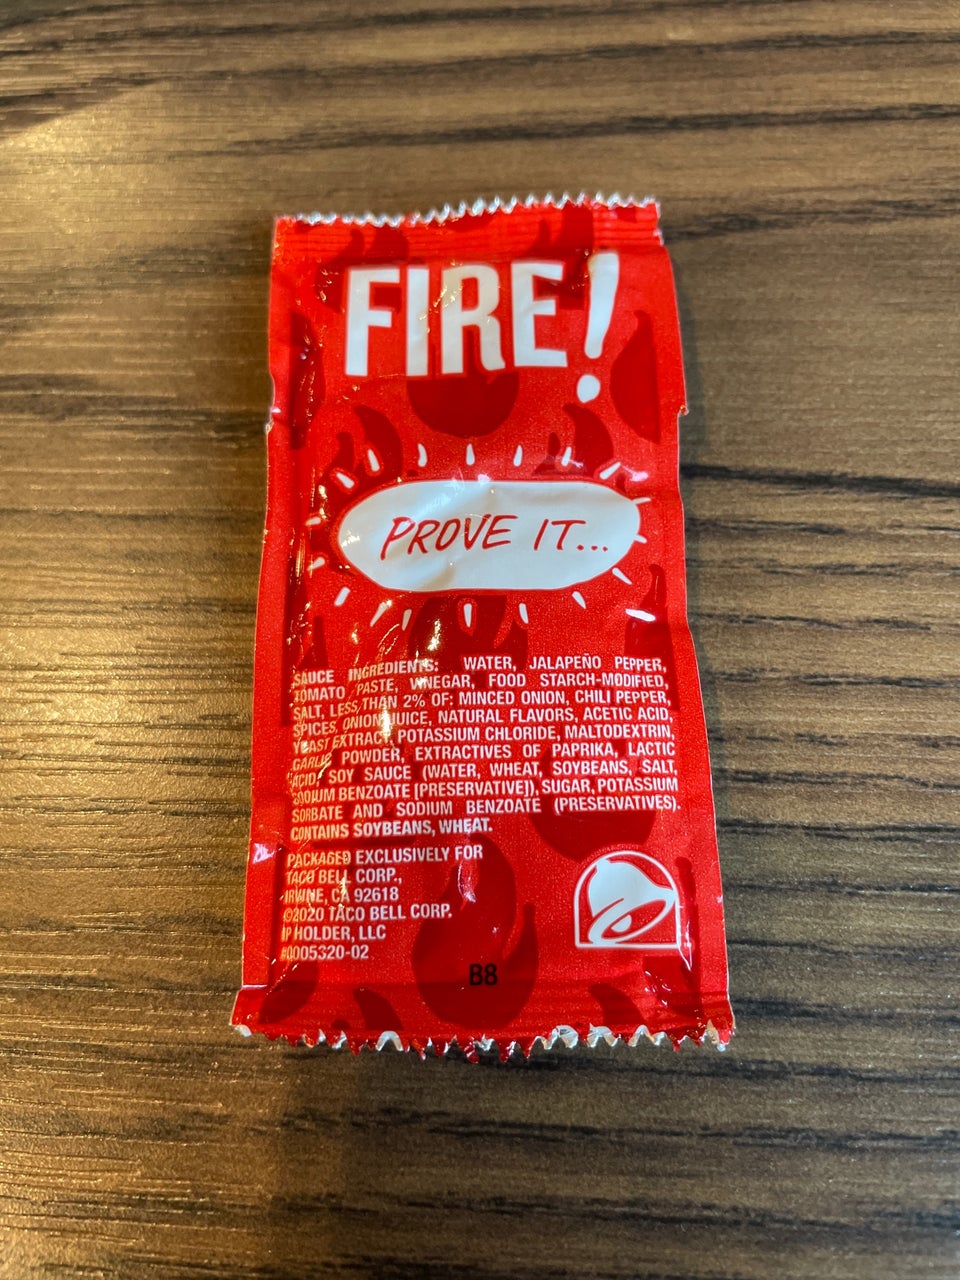 FIRE!
PROVE IT...
SAUCE INGREDIENTS: WATER, JALAPEÑO PEPPER,
TOMATO PASTE, VINEGAR, FOOD STARCH-MODIFIED,
SALT, LESS THAN 2% OF: MINCED ONION, CHILI PEPPER,
SPICES, ONION JUICE, NATURAL FLAVORS, ACETIC ACID,
YEAST EXTRACT, POTASSIUM CHLORIDE, MALTODEXTRIN,
GARLIC POWDER, EXTRACTIVES OF PAPRIKA, LACTIC
ACID, SOY SAUCE (WATER, WHEAT, SOYBEANS, SALT,
SODIUM BENZOATE [PRESERVATIVE]), SUGAR, POTASSIUM
SORBATE AND SODIUM BENZOATE (PRESERVATIVES).
CONTAINS SOYBEANS, WHEAT.
PACKAGED EXCLUSIVELY FOR
TACO BELL CORP.,
IRVINE, CA 92618
©2020 TACO BELL CORP.
IP HOLDER, LLC
#0005320-02
B8